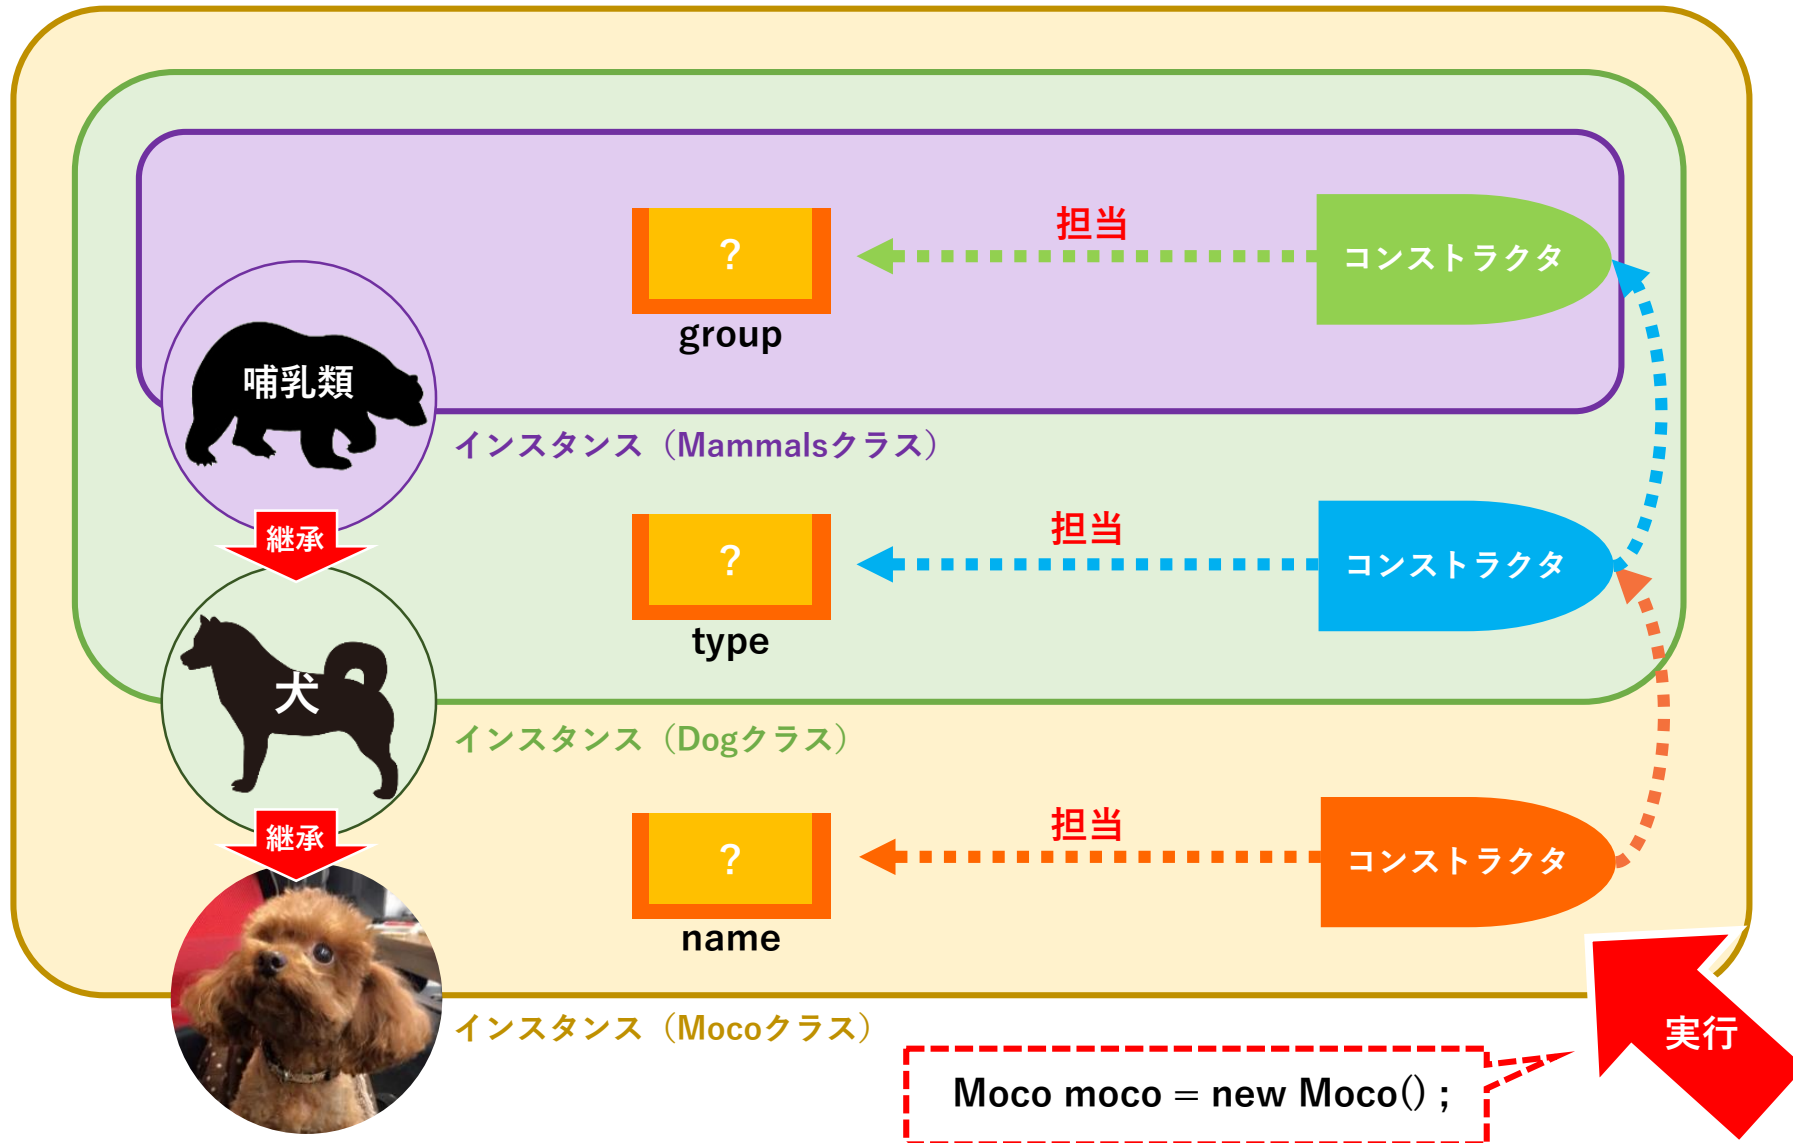 担当
?
コンストラクタ
group
哺乳類
インスタンス（Mammalsクラス）
継承
担当
?
コンストラクタ
type
犬
インスタンス（Dogクラス）
継承
担当
?
コンストラクタ
name
インスタンス（Mocoクラス）
実行
Moco moco = new Moco() ;